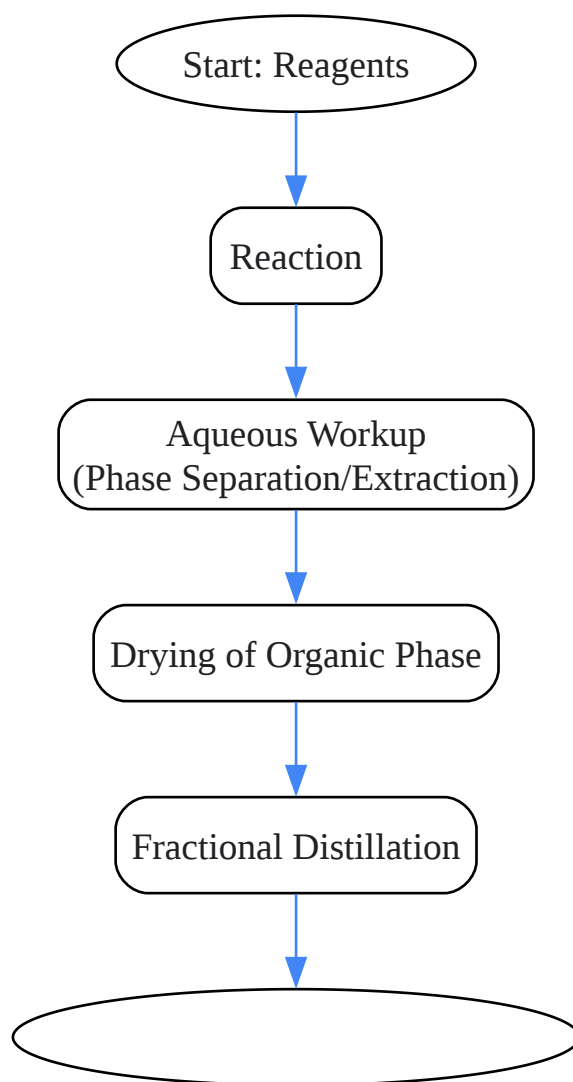 Start: Reagents
Reaction
Aqueous Workup
(Phase Separation/Extraction)
Drying of Organic Phase
Fractional Distillation